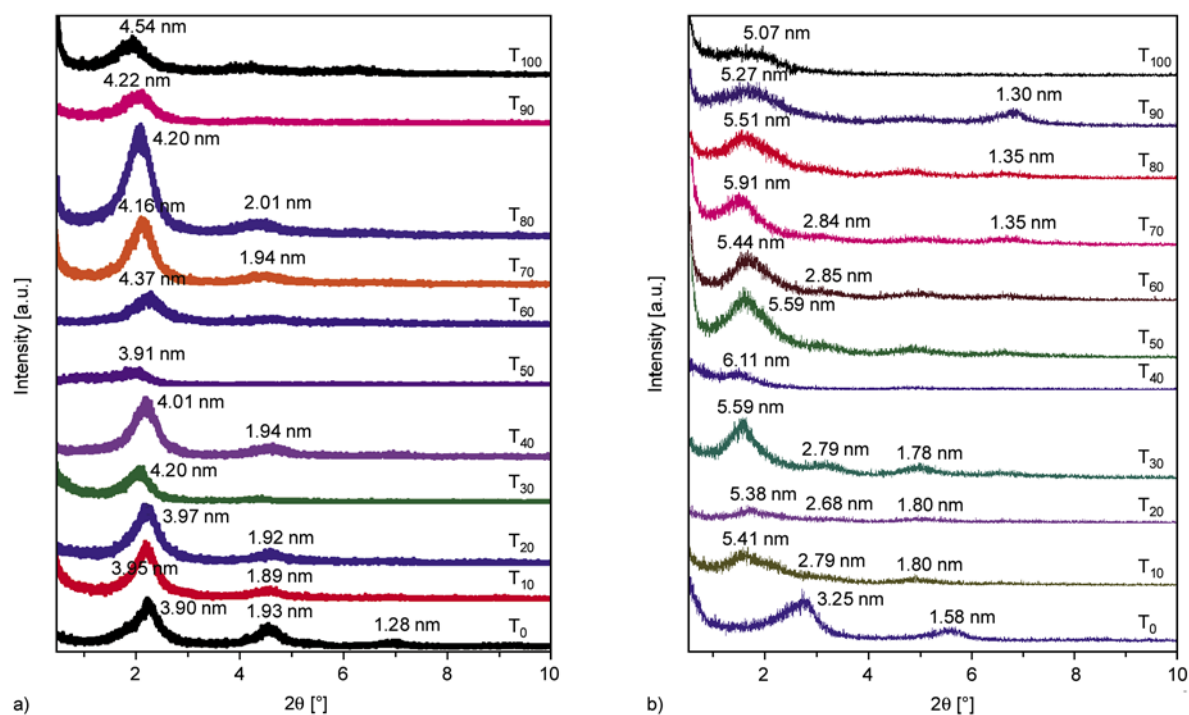 4.54 nm
T100
4.22 nm
T90
4.20 nm
2.01 nm
T80
4.16 nm
1.94 nm
T70
4.37 nm
T60
3.91 nm
T50
4.01 nm
1.94 nm
T40
4.20 nm
T30
3.97 nm
1.92 nm
T20
3.95 nm
1.89 nm
T10
3.90 nm
1.93 nm
1.28 nm
T0
Intensity [a.u.]
2
4
6
8
10
2θ [°]
a)
5.07 nm
T100
5.27 nm
1.30 nm
T90
5.51 nm
1.35 nm
T80
5.91 nm
2.84 nm
1.35 nm
T70
5.44 nm
2.85 nm
T60
5.59 nm
T50
6.11 nm
T40
5.59 nm
2.79 nm
1.78 nm
T30
5.38 nm
2.68 nm
1.80 nm
T20
5.41 nm
2.79 nm
1.80 nm
T10
3.25 nm
1.58 nm
T0
Intensity [a.u.]
2
4
6
8
10
2θ [°]
b)